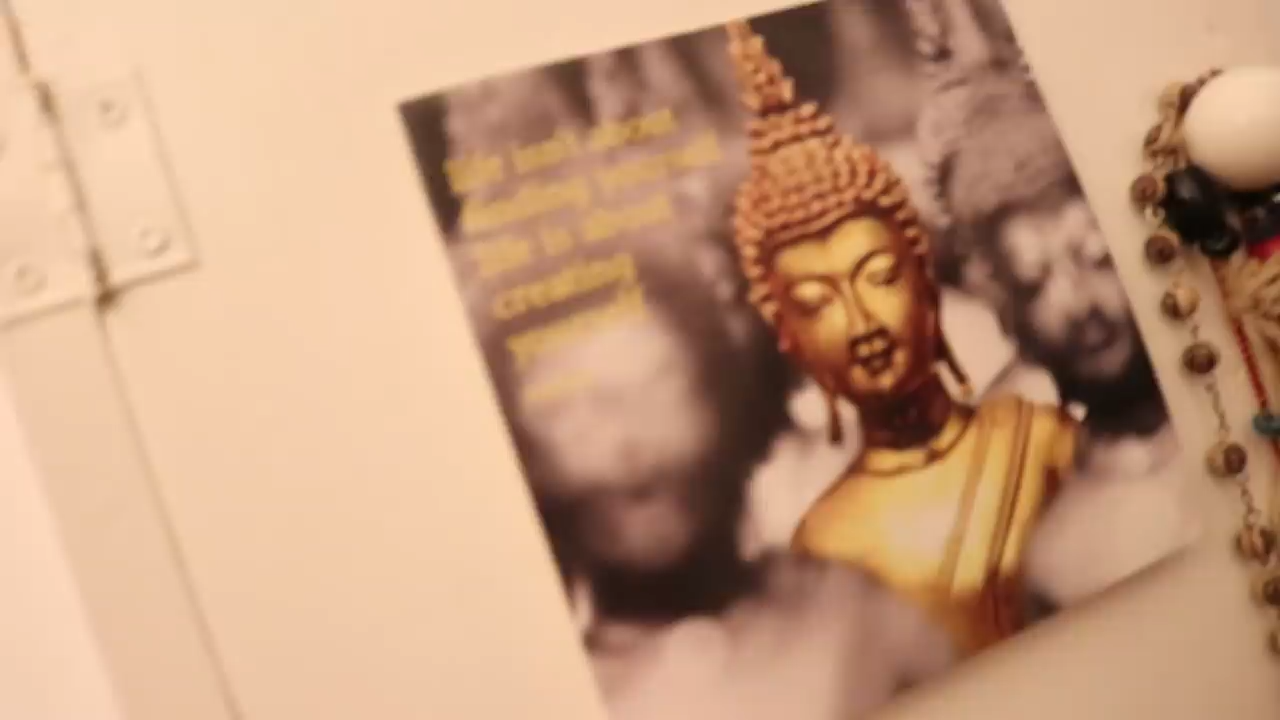 life isn't about
finding yourself
life is about
creating
yourself